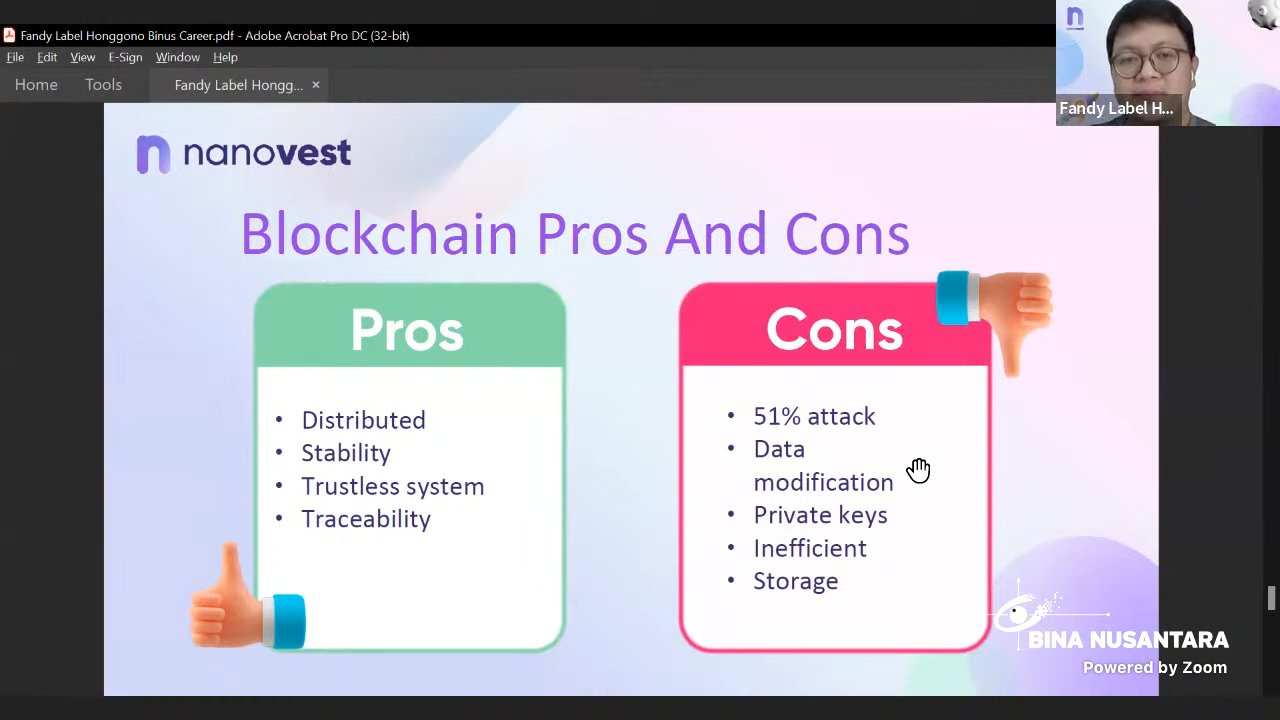 Fandy Label Honggono Binus Career.pdf - Adobe Acrobat Pro DC (32-bit)
File Edit View E-Sign Window Help
Home Tools Fandy Label Hongg... ×
n nanovest
Fandy Label H...
nanovest
Blockchain Pros And Cons
Pros
• Distributed
• Stability
• Trustless system
• Traceability
Cons
• 51% attack
• Data
modification
• Private keys
• Inefficient
• Storage
BINA NUSANTARA
Powered by Zoom